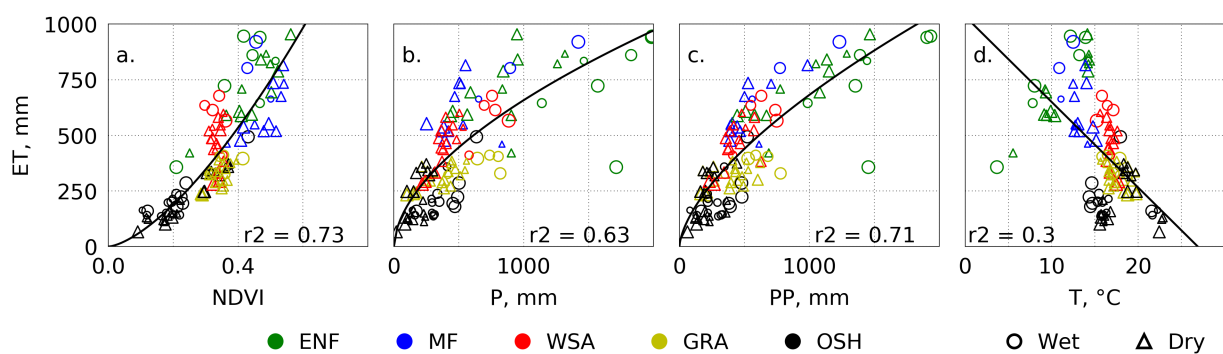 1000
750
500
250
0
ET, mm
a.
r2 = 0.73
0.0
0.4
NDVI
b.
r2 = 0.63
0
1000
P, mm
c.
r2 = 0.71
0
1000
PP, mm
d.
r2 = 0.3
0
10
20
T, °C
ENF
MF
WSA
GRA
OSH
Wet
Dry